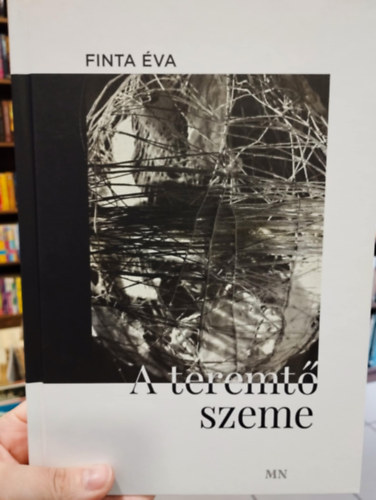 FINTA ÉVA
A teremtő
szeme
MN